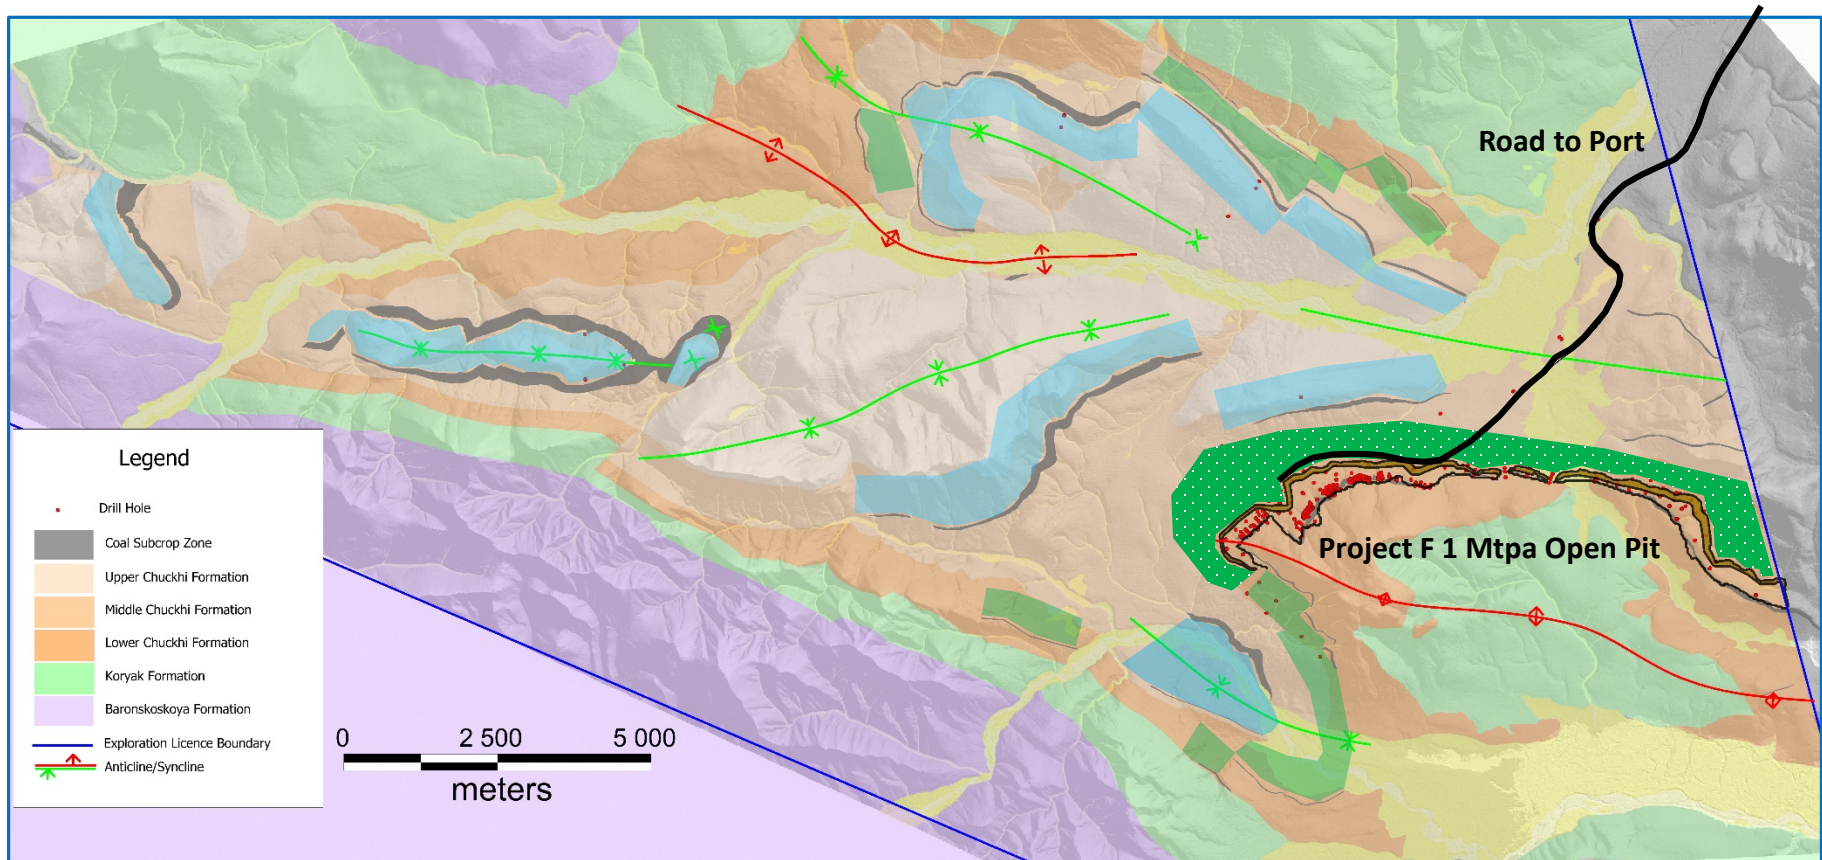 Road to Port
Project F 1 Mtpa Open Pit
Legend
Drill Hole
Coal Subcrop Zone
Upper Chuckhi Formation
Middle Chuckhi Formation
Lower Chuckhi Formation
Koryak Formation
Baronskoskoya Formation
Exploration Licence Boundary
Anticline/Syncline
0 2 500 5 000
meters